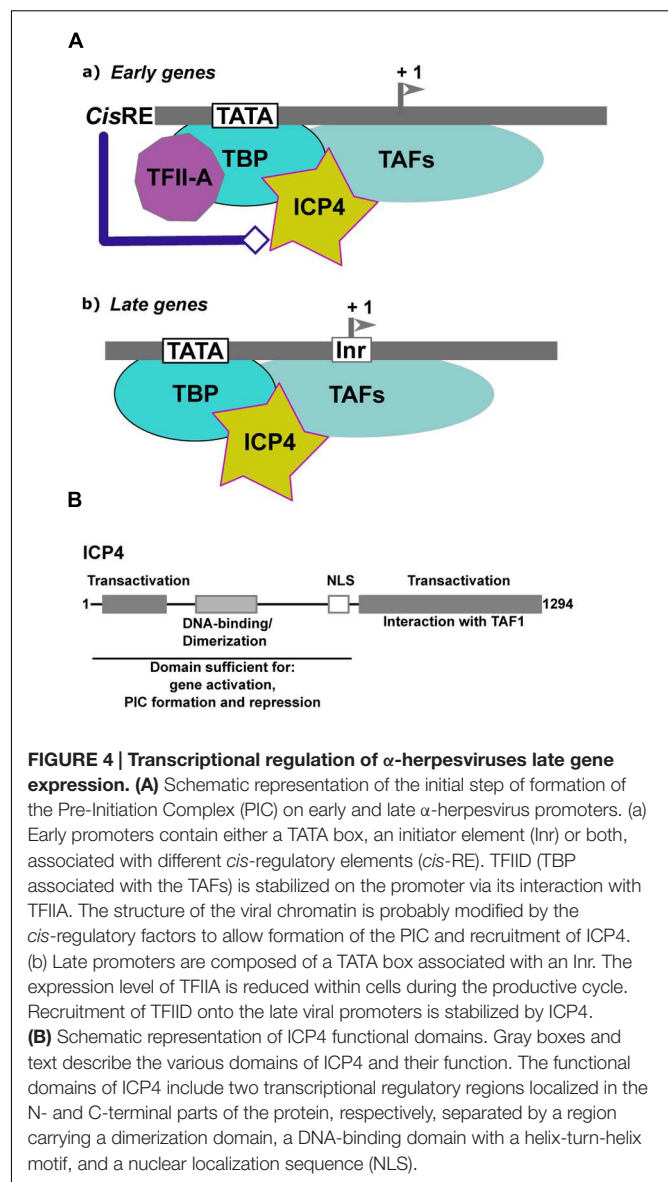 A
a) Early genes
+ 1
CisRE
TATA
TBP
TAFs
TFII-A
ICP4
b) Late genes
+ 1
TATA
Inr
TBP
TAFs
ICP4
B
ICP4
Transactivation
NLS
Transactivation
1
1294
DNA-binding/
Dimerization
Interaction with TAF1
Domain sufficient for:
gene activation,
PIC formation and repression
FIGURE 4 | Transcriptional regulation of α-herpesviruses late gene
expression. (A) Schematic representation of the initial step of formation of
the Pre-Initiation Complex (PIC) on early and late α-herpesvirus promoters. (a)
Early promoters contain either a TATA box, an initiator element (Inr) or both,
associated with different cis-regulatory elements (cis-RE). TFIID (TBP
associated with the TAFs) is stabilized on the promoter via its interaction with
TFIIA. The structure of the viral chromatin is probably modified by the
cis-regulatory factors to allow formation of the PIC and recruitment of ICP4.
(b) Late promoters are composed of a TATA box associated with an Inr. The
expression level of TFIIA is reduced within cells during the productive cycle.
Recruitment of TFIID onto the late viral promoters is stabilized by ICP4.
(B) Schematic representation of ICP4 functional domains. Gray boxes and
text describe the various domains of ICP4 and their function. The functional
domains of ICP4 include two transcriptional regulatory regions localized in the
N- and C-terminal parts of the protein, respectively, separated by a region
carrying a dimerization domain, a DNA-binding domain with a helix-turn-helix
motif, and a nuclear localization sequence (NLS).